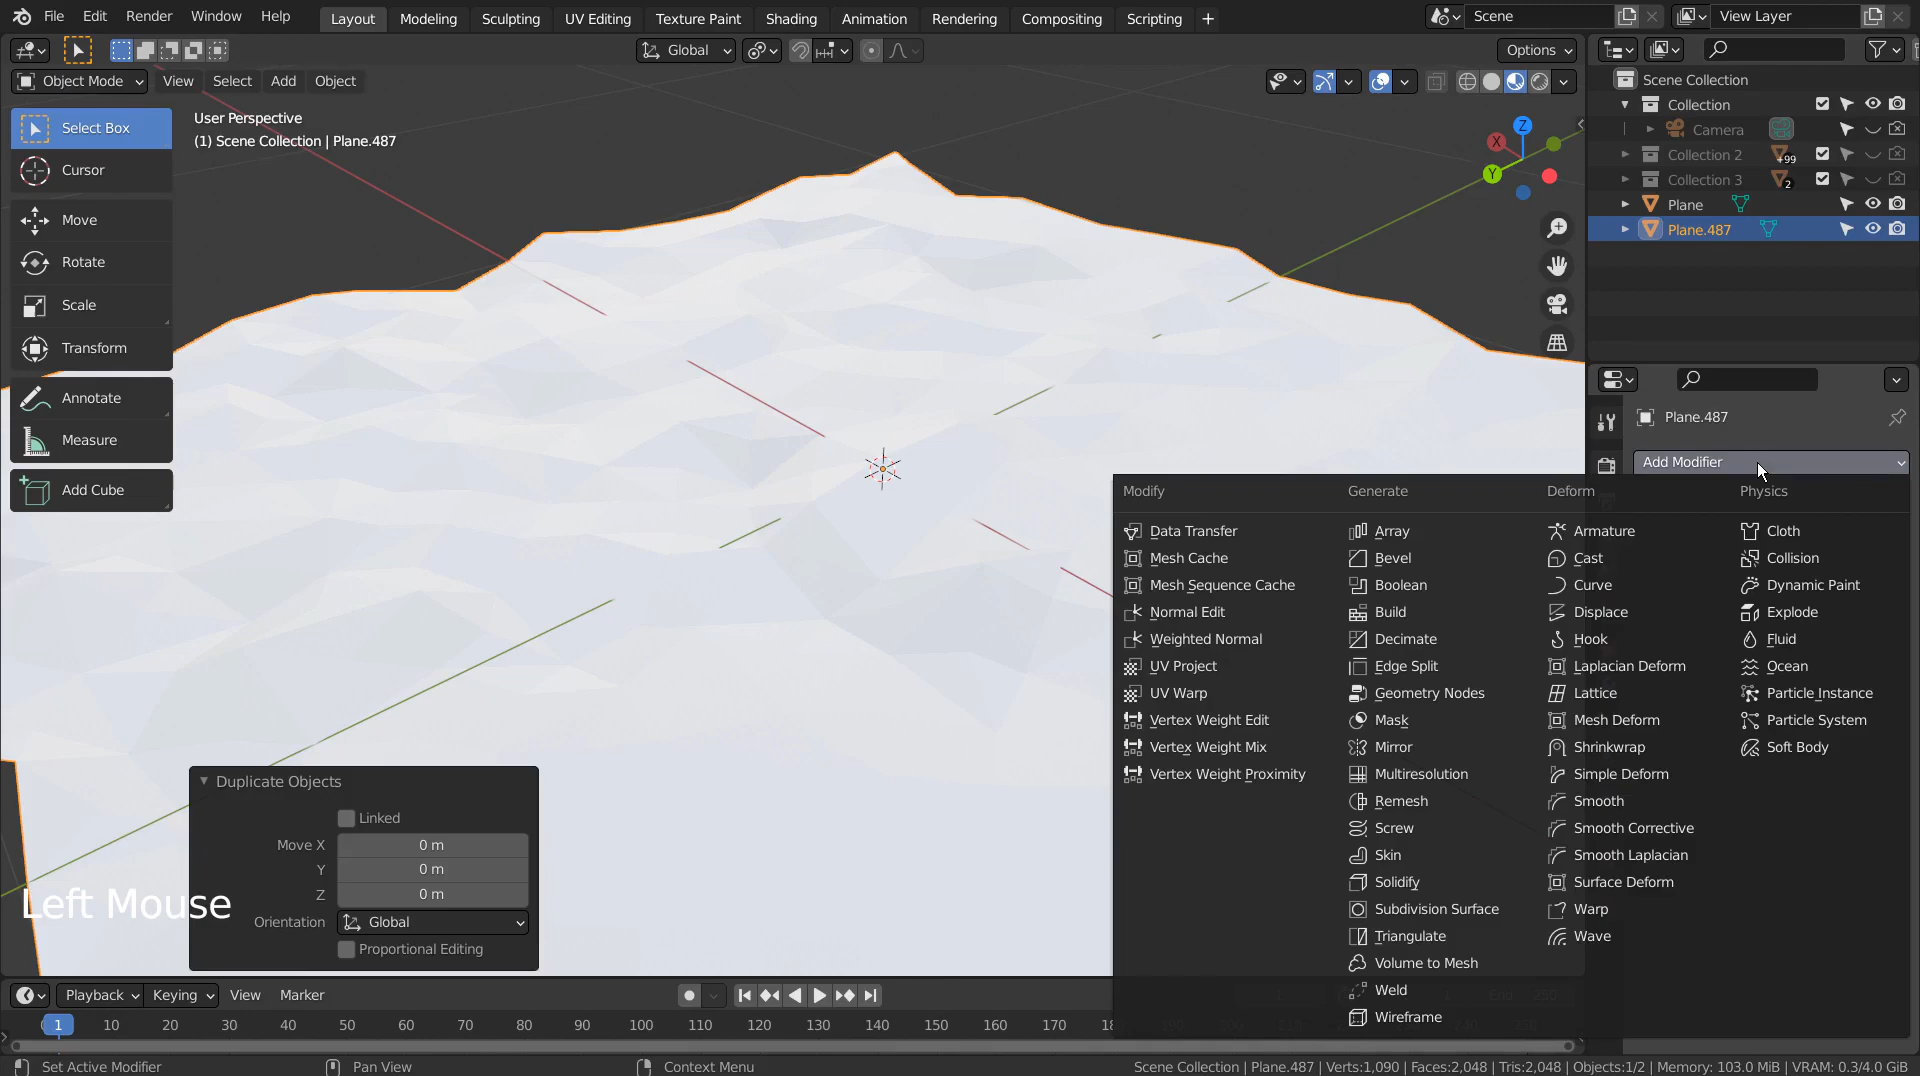 File Edit Render Window Help Layout Modeling Sculpting UV Editing Texture Paint Shading Animation Rendering Compositing Scripting + Scene View Layer
Global Options
Object Mode View Select Add Object
Scene Collection
Collection
Camera
Collection 2 +99
Collection 3 2
Plane
Plane.487
User Perspective
(1) Scene Collection | Plane.487
X Y Z
Select Box
Cursor
Move
Rotate
Scale
Transform
Annotate
Measure
Add Cube
Plane.487
Add Modifier
Modify
Data Transfer
Mesh Cache
Mesh Sequence Cache
Normal Edit
Weighted Normal
UV Project
UV Warp
Vertex Weight Edit
Vertex Weight Mix
Vertex Weight Proximity
Generate
Array
Bevel
Boolean
Build
Decimate
Edge Split
Geometry Nodes
Mask
Mirror
Multiresolution
Remesh
Screw
Skin
Solidify
Subdivision Surface
Triangulate
Volume to Mesh
Weld
Wireframe
Deform
Armature
Cast
Curve
Displace
Hook
Laplacian Deform
Lattice
Mesh Deform
Shrinkwrap
Simple Deform
Smooth
Smooth Corrective
Smooth Laplacian
Surface Deform
Warp
Wave
Physics
Cloth
Collision
Dynamic Paint
Explode
Fluid
Ocean
Particle Instance
Particle System
Soft Body
Duplicate Objects
Linked
Move X 0 m
Y 0 m
Z 0 m
Orientation Global
Proportional Editing
Left Mouse
Playback Keying View Marker 1 End 250
1 10 20 30 40 50 60 70 80 90 100 110 120 130 140 150 160 170
Set Active Modifier Pan View Context Menu Scene Collection | Plane.487 | Verts:1,090 | Faces:2,048 | Tris:2,048 | Objects:1/2 | Memory: 103.0 MiB | VRAM: 0.3/4.0 GiB